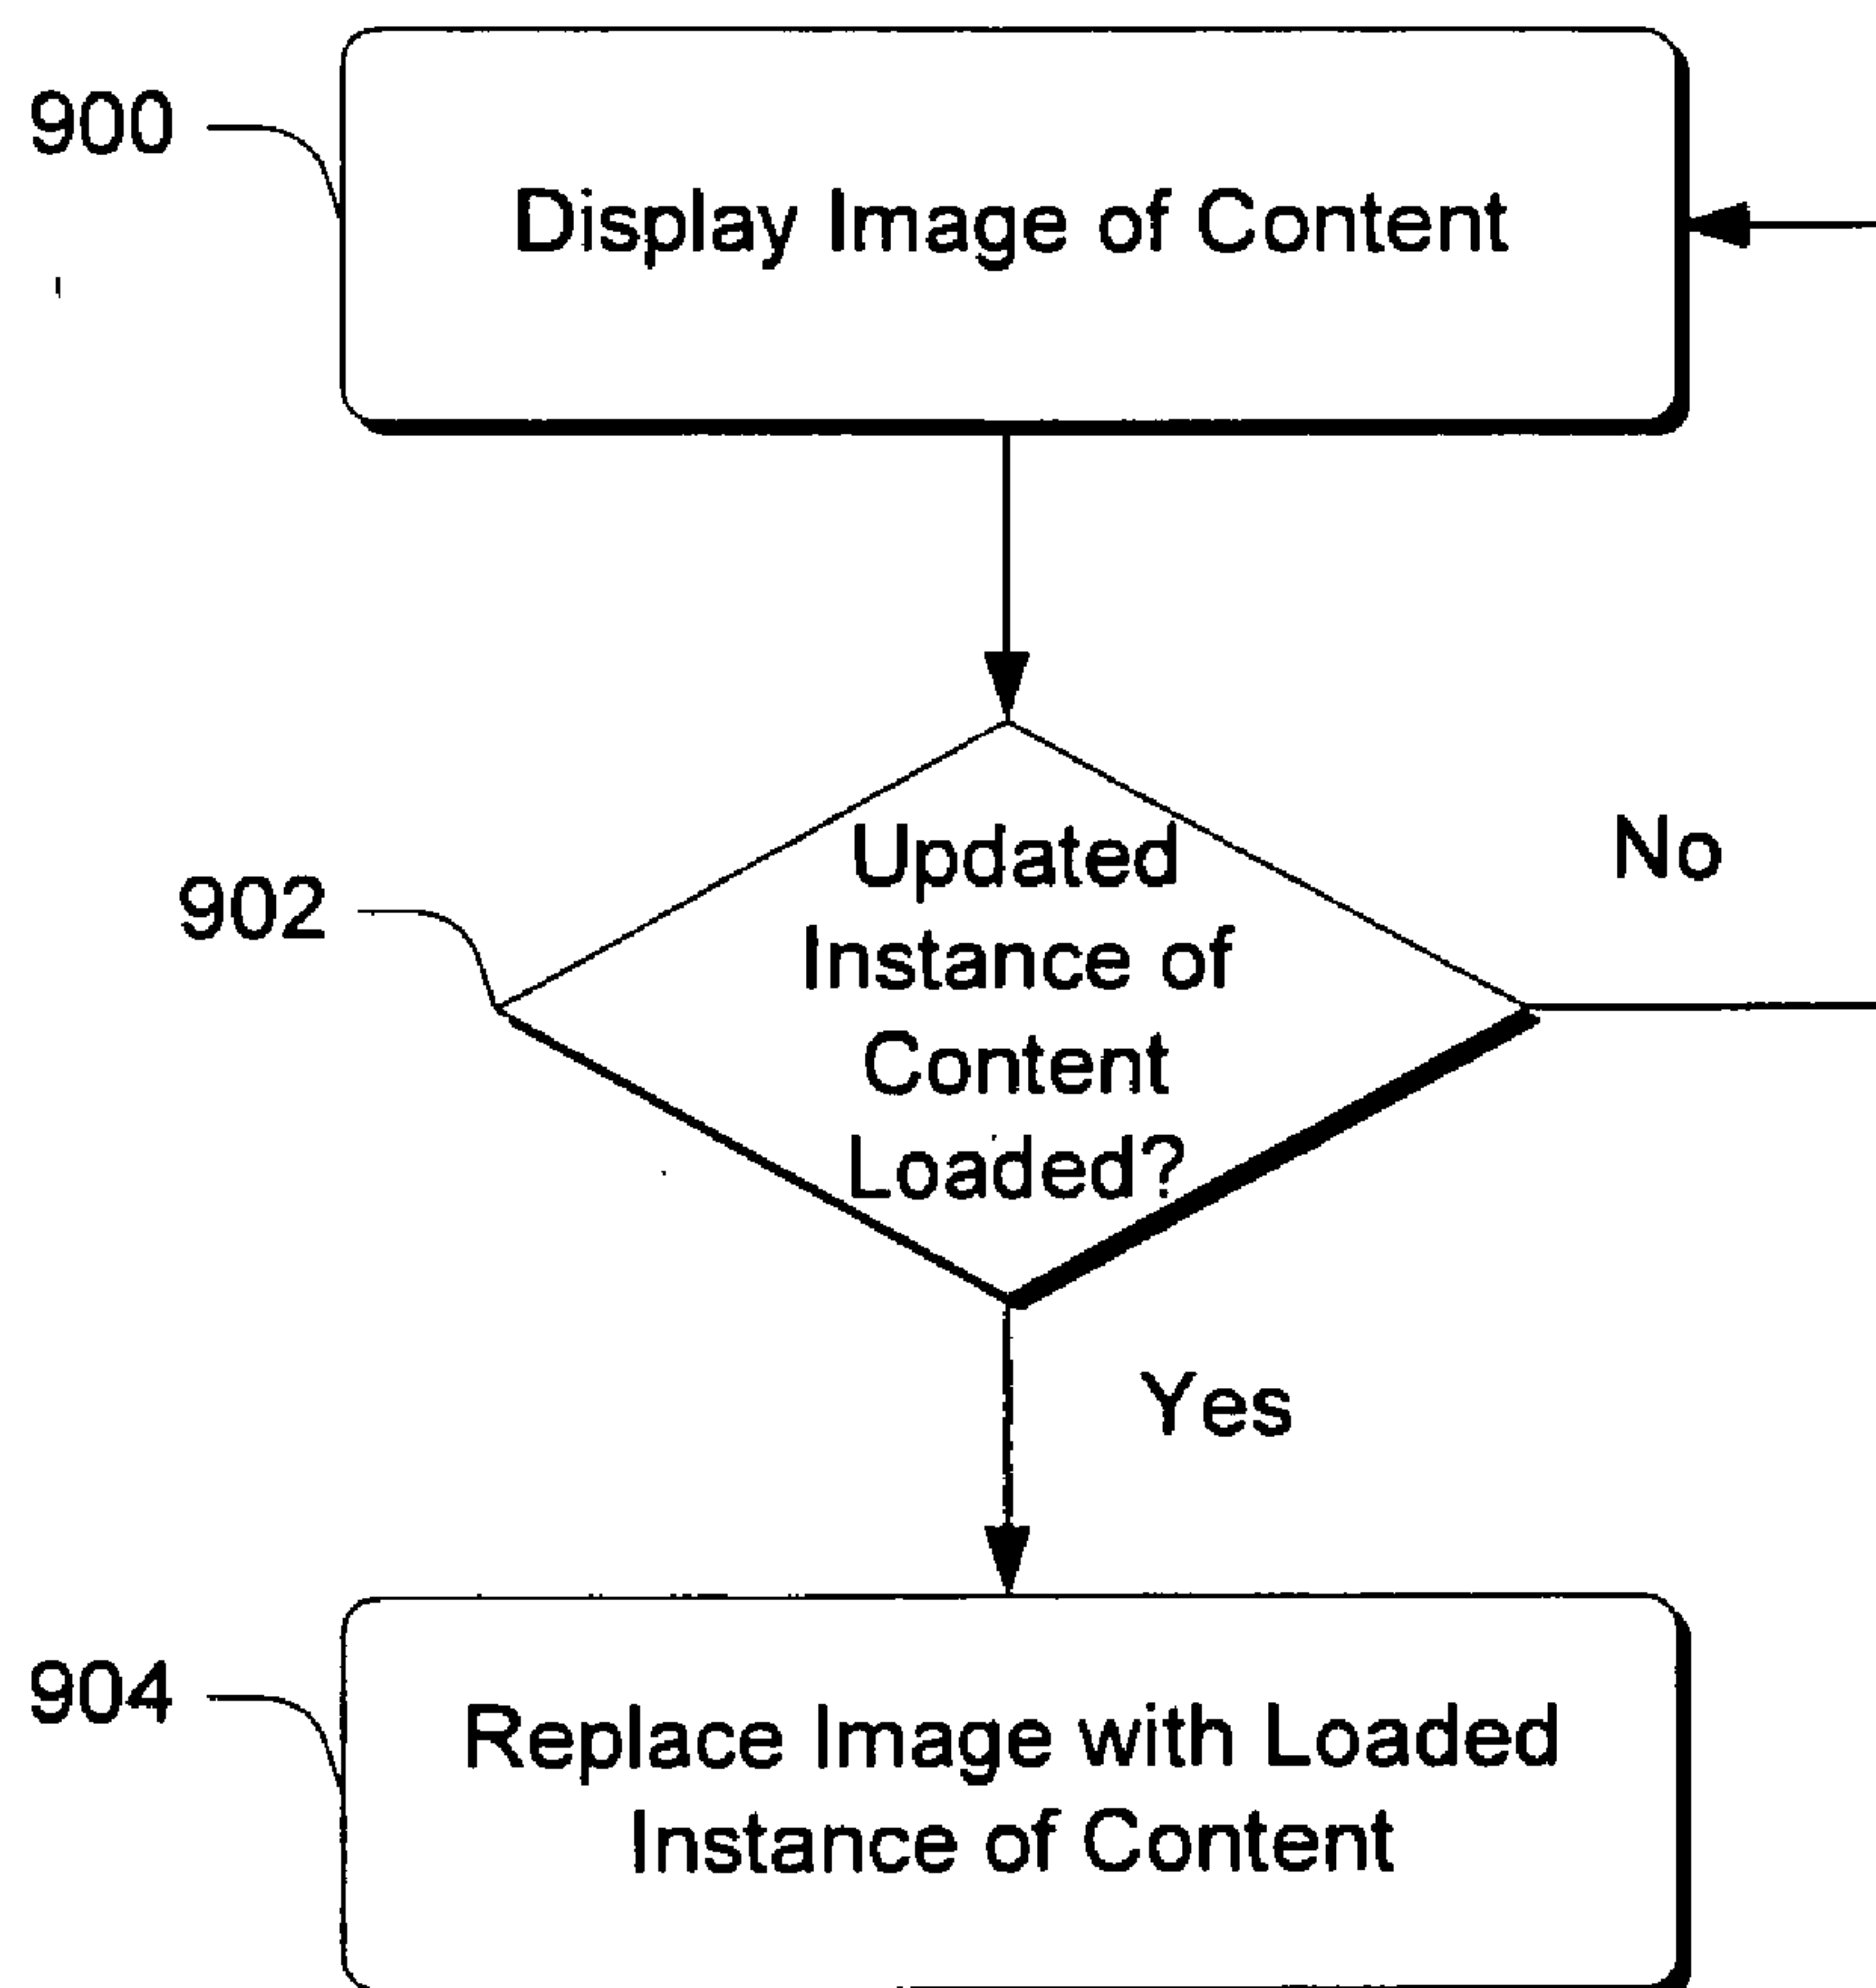 900
Display Image of Content
902
Updated
Instance of
Content
Loaded?
No
Yes
904
Replace Image with Loaded
Instance of Content